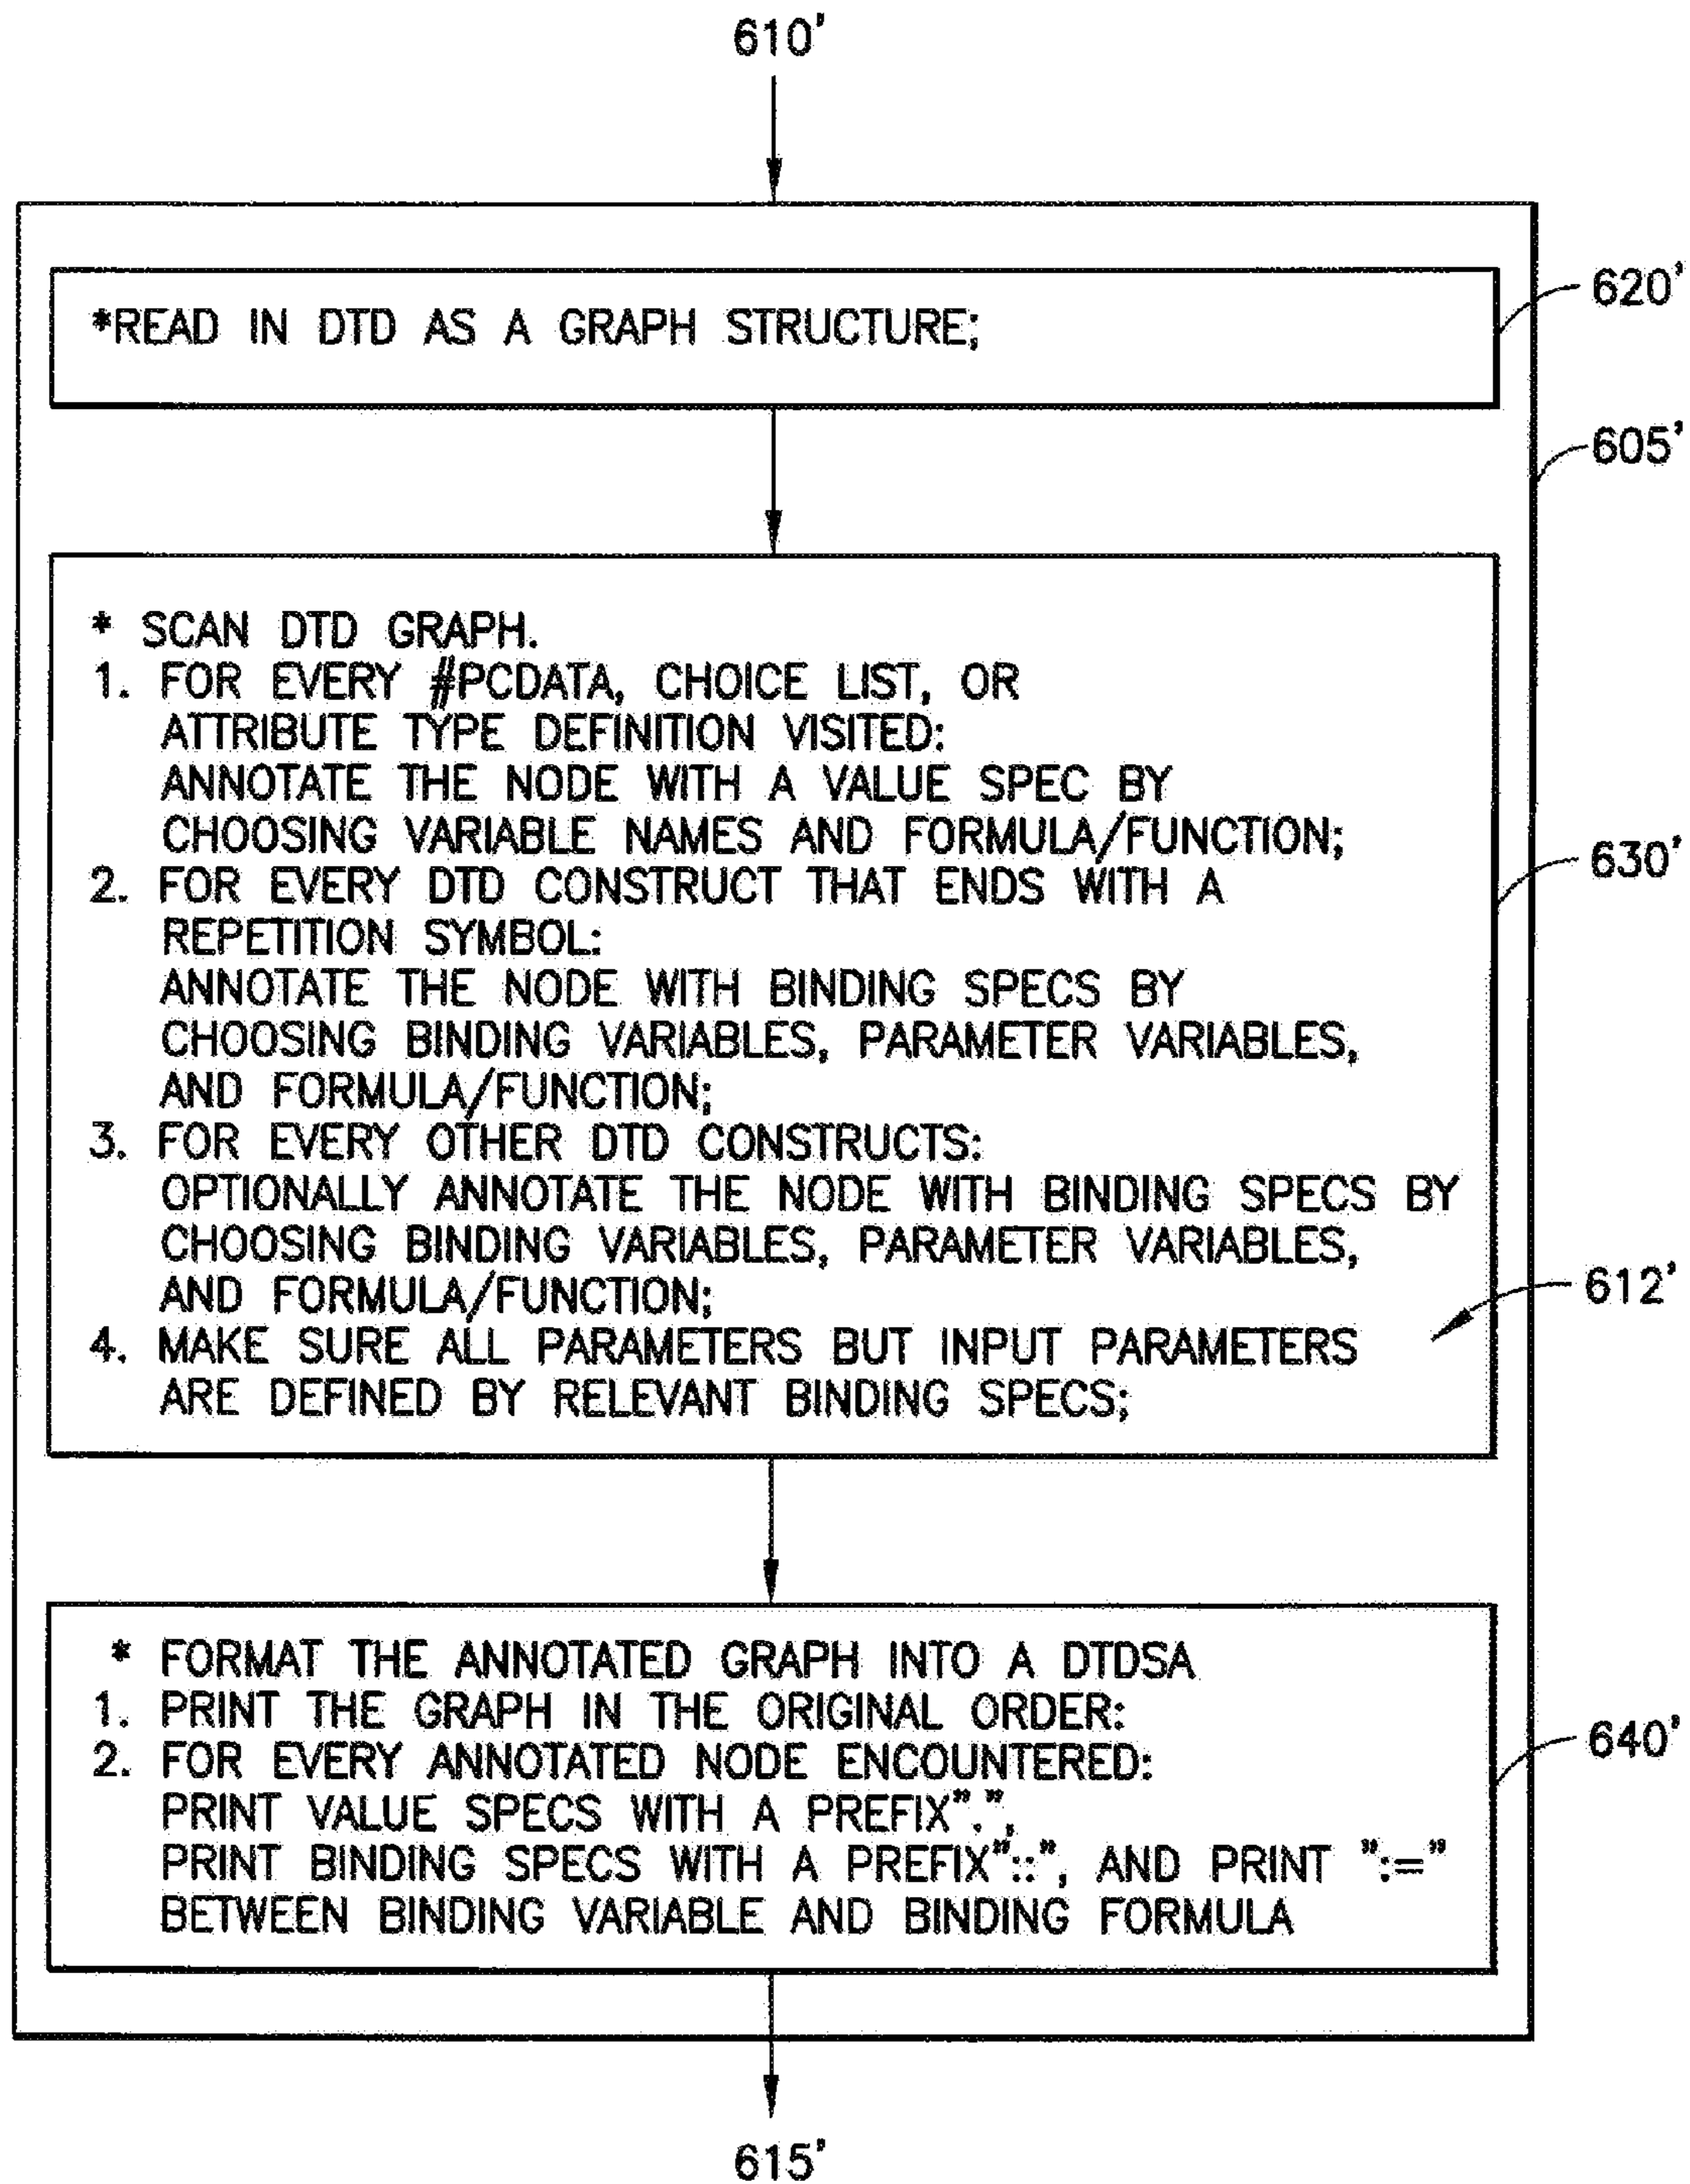 610'
*READ IN DTD AS A GRAPH STRUCTURE;
620'
605'
* SCAN DTD GRAPH.
1. FOR EVERY #PCDATA, CHOICE LIST, OR
ATTRIBUTE TYPE DEFINITION VISITED:
ANNOTATE THE NODE WITH A VALUE SPEC BY
CHOOSING VARIABLE NAMES AND FORMULA/FUNCTION;
2. FOR EVERY DTD CONSTRUCT THAT ENDS WITH A
REPETITION SYMBOL:
ANNOTATE THE NODE WITH BINDING SPECS BY
CHOOSING BINDING VARIABLES, PARAMETER VARIABLES,
AND FORMULA/FUNCTION;
3. FOR EVERY OTHER DTD CONSTRUCTS:
OPTIONALLY ANNOTATE THE NODE WITH BINDING SPECS BY
CHOOSING BINDING VARIABLES, PARAMETER VARIABLES,
AND FORMULA/FUNCTION;
4. MAKE SURE ALL PARAMETERS BUT INPUT PARAMETERS
ARE DEFINED BY RELEVANT BINDING SPECS;
630'
612'
* FORMAT THE ANNOTATED GRAPH INTO A DTDSA
1. PRINT THE GRAPH IN THE ORIGINAL ORDER:
2. FOR EVERY ANNOTATED NODE ENCOUNTERED:
PRINT VALUE SPECS WITH A PREFIX":",
PRINT BINDING SPECS WITH A PREFIX"::", AND PRINT ":="
BETWEEN BINDING VARIABLE AND BINDING FORMULA
640'
615'